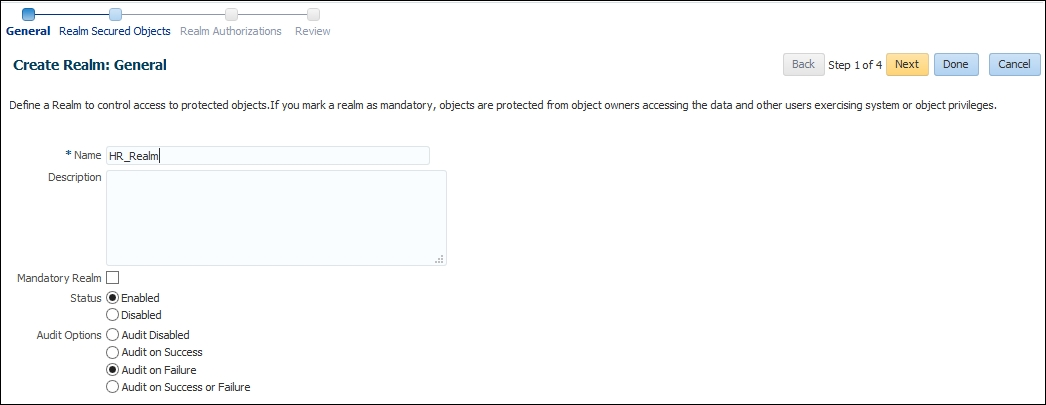 General Realm Secured Objects Realm Authorizations Review
Create Realm: General Back Step 1 of 4 Next Done Cancel
Define a Realm to control access to protected objects.If you mark a realm as mandatory, objects are protected from object owners accessing the data and other users exercising system or object privileges.
* Name HR_Realm
Description
Mandatory Realm
Status Enabled
Disabled
Audit Options Audit Disabled
Audit on Success
Audit on Failure
Audit on Success or Failure